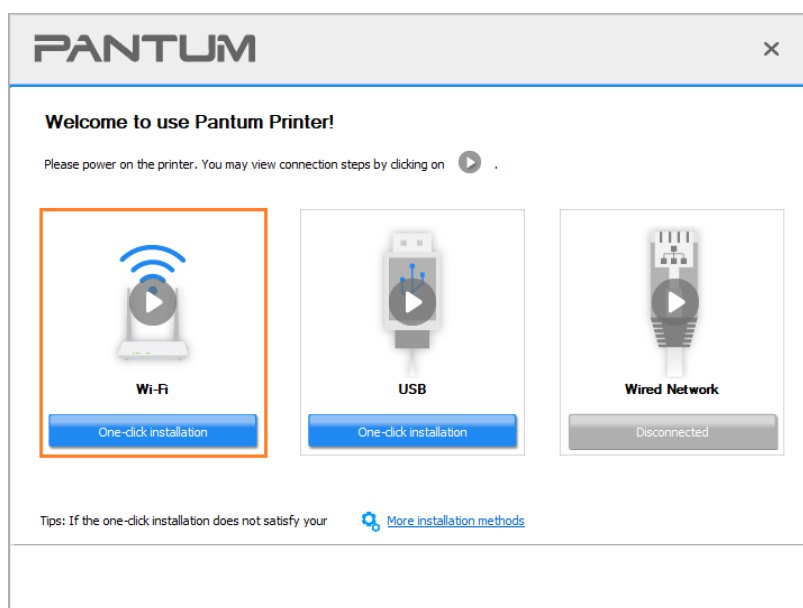 PANTUM
Welcome to use Pantum Printer!
Please power on the printer. You may view connection steps by clicking on .
Wi-Fi
USB
Wired Network
One-click installation
One-click installation
Disconnected
Tips: If the one-click installation does not satisfy your
More installation methods